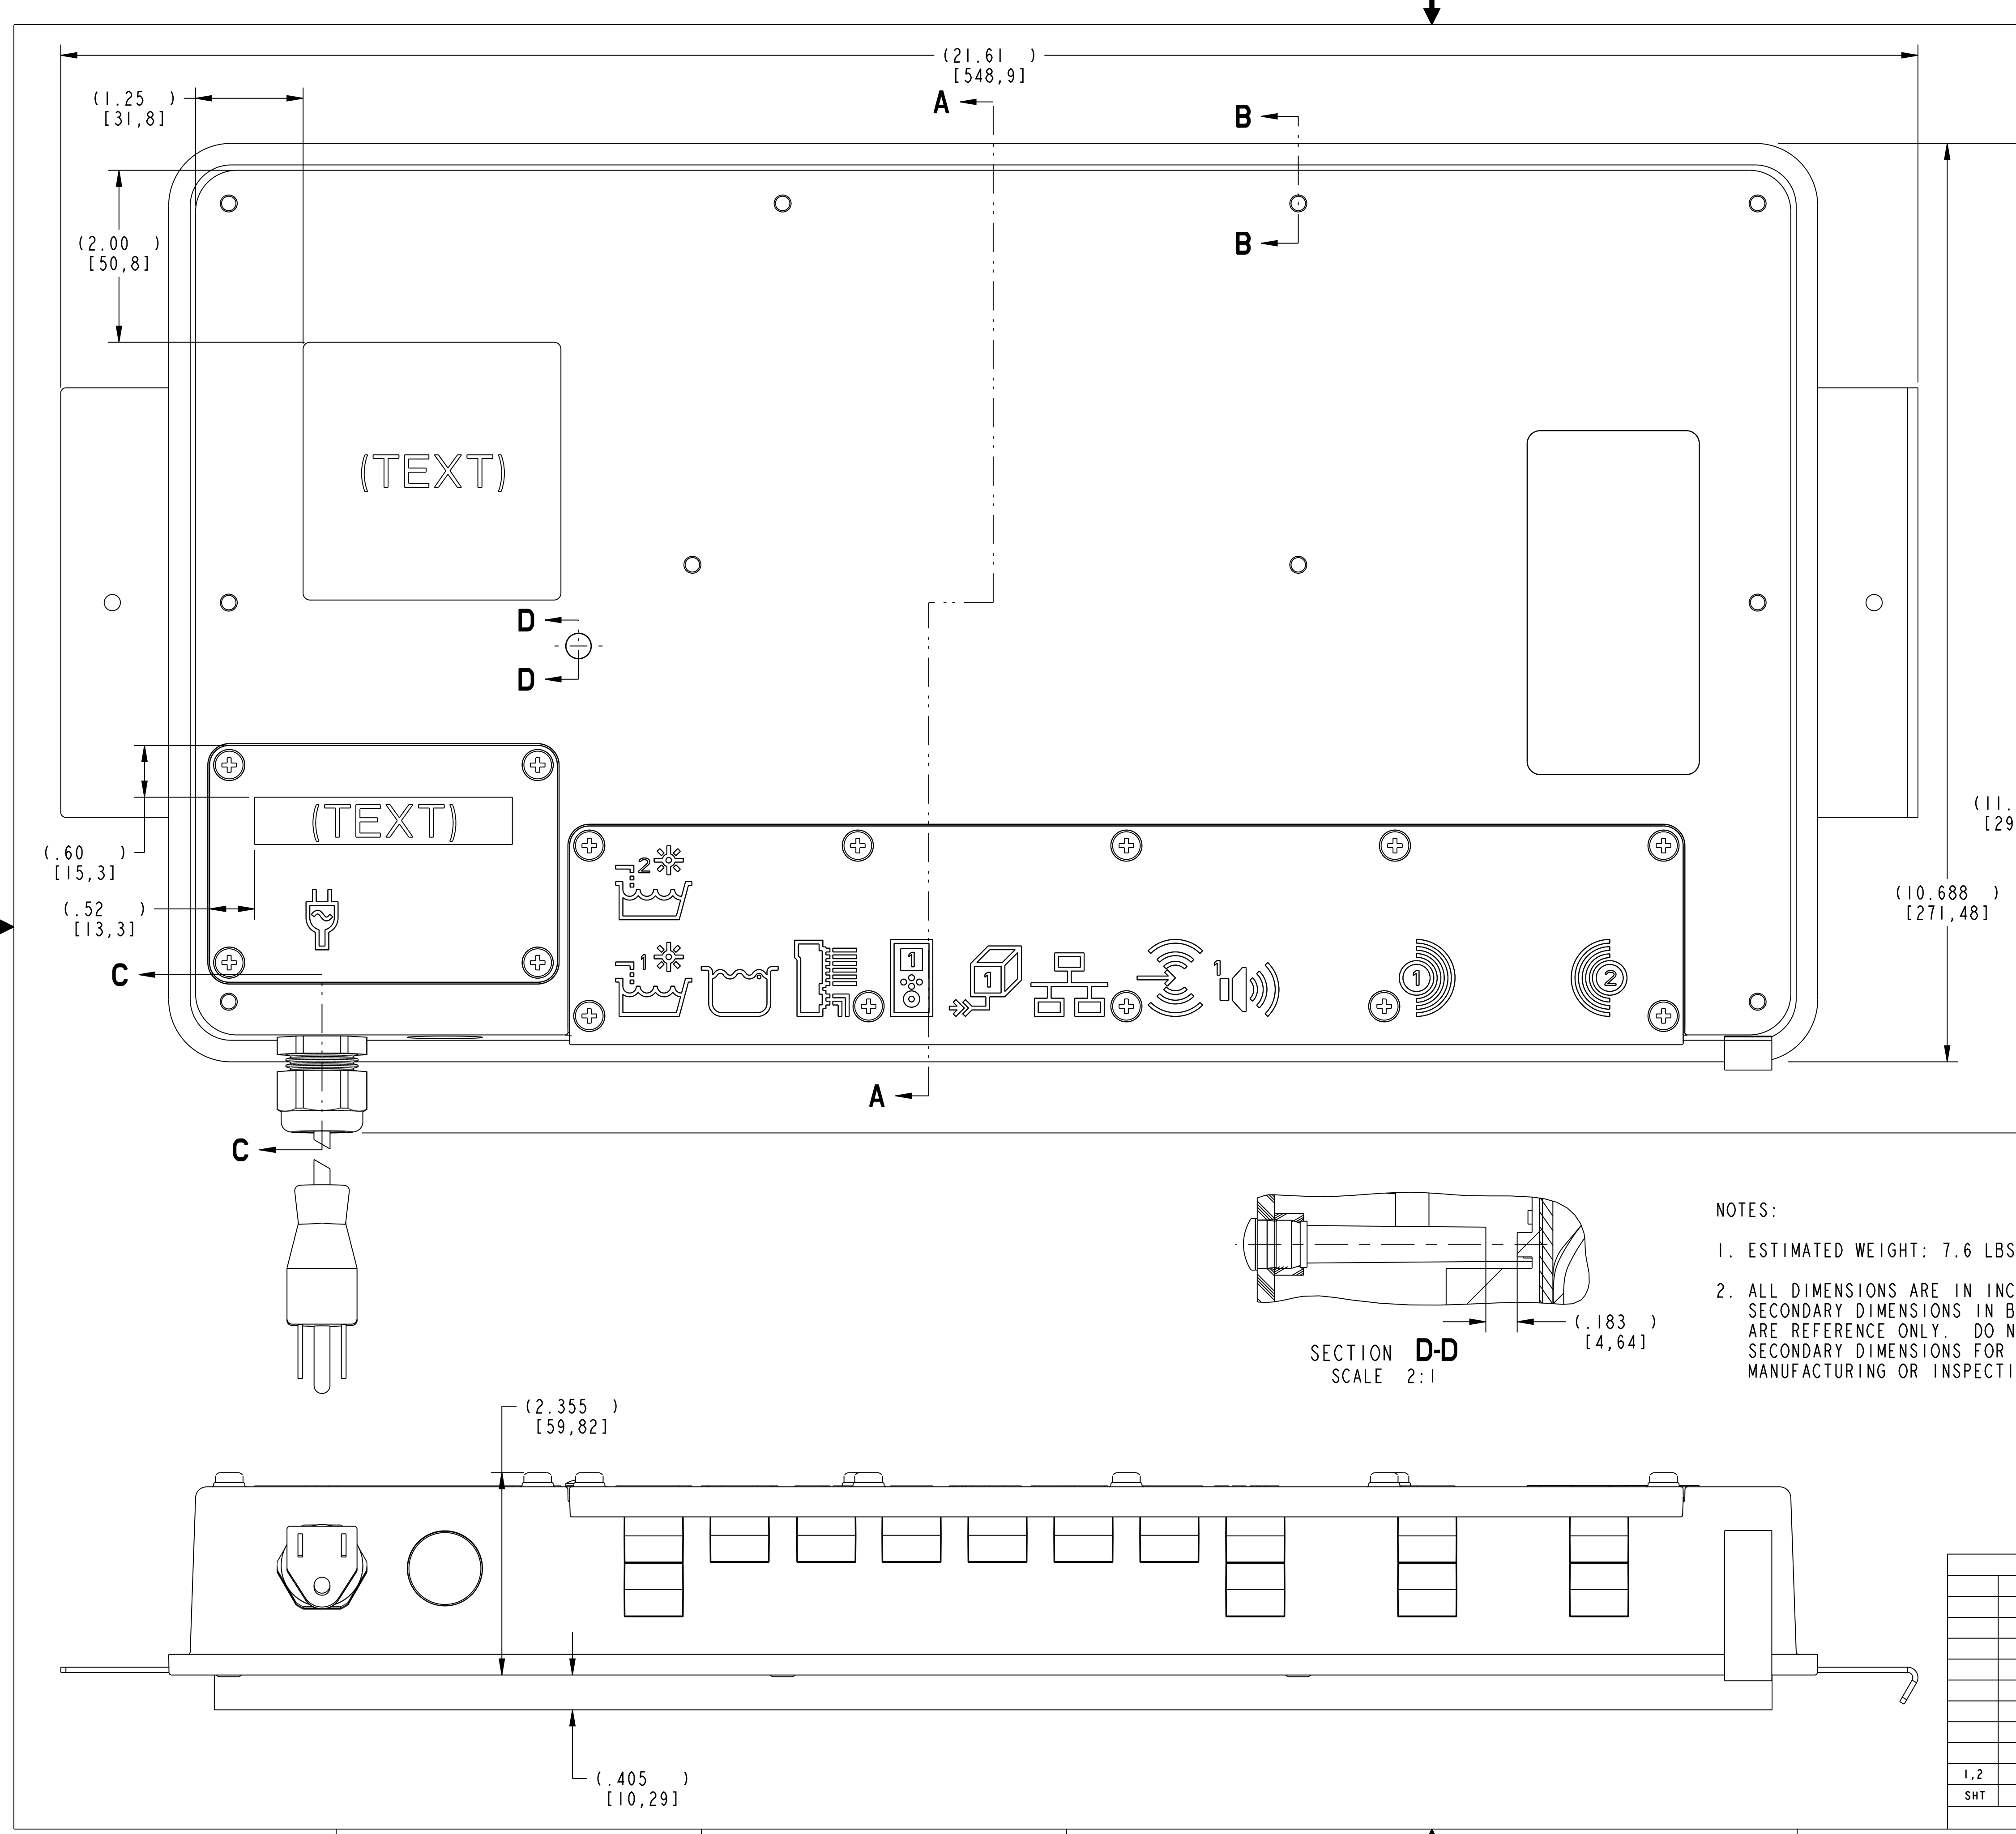 (21.61 )
[548,9]
(1.25 )
[31,8]
A
B
(2.00 )
[50,8]
B
(TEXT)
D
D
(TEXT)
(11.
[29
(.60 )
[15,3]
2
(10.688 )
[271,48]
(.52 )
[13,3]
C
1
1
1
1
1
2
A
C
NOTES:
1. ESTIMATED WEIGHT: 7.6 LBS
2. ALL DIMENSIONS ARE IN INC
SECONDARY DIMENSIONS IN B
ARE REFERENCE ONLY. DO N
SECONDARY DIMENSIONS FOR
MANUFACTURING OR INSPECTI
(.183 )
[4,64]
SECTION D-D
SCALE 2:1
(2.355 )
[59,82]
(.405 )
[10,29]
1,2
SHT